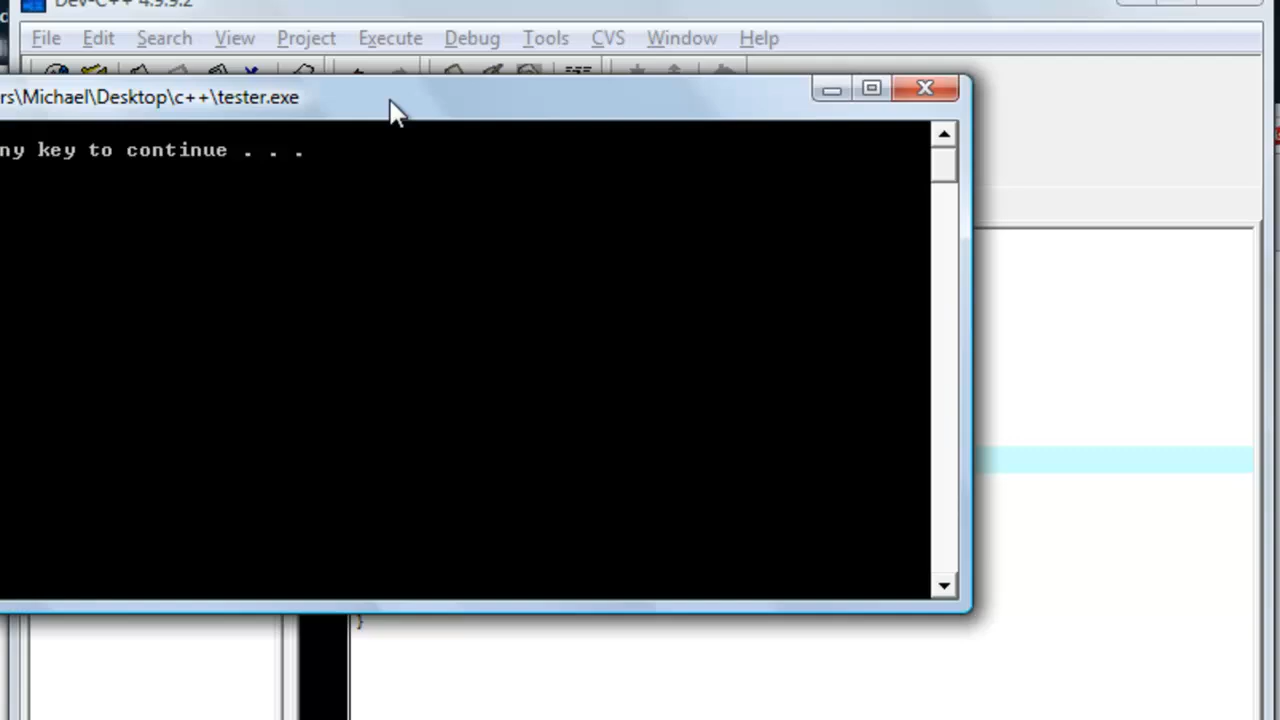 Dev-C++ 4.9.9.2
File Edit Search View Project Execute Debug Tools CVS Window Help
rs\Michael\Desktop\c++\tester.exe
ny key to continue . . .
}